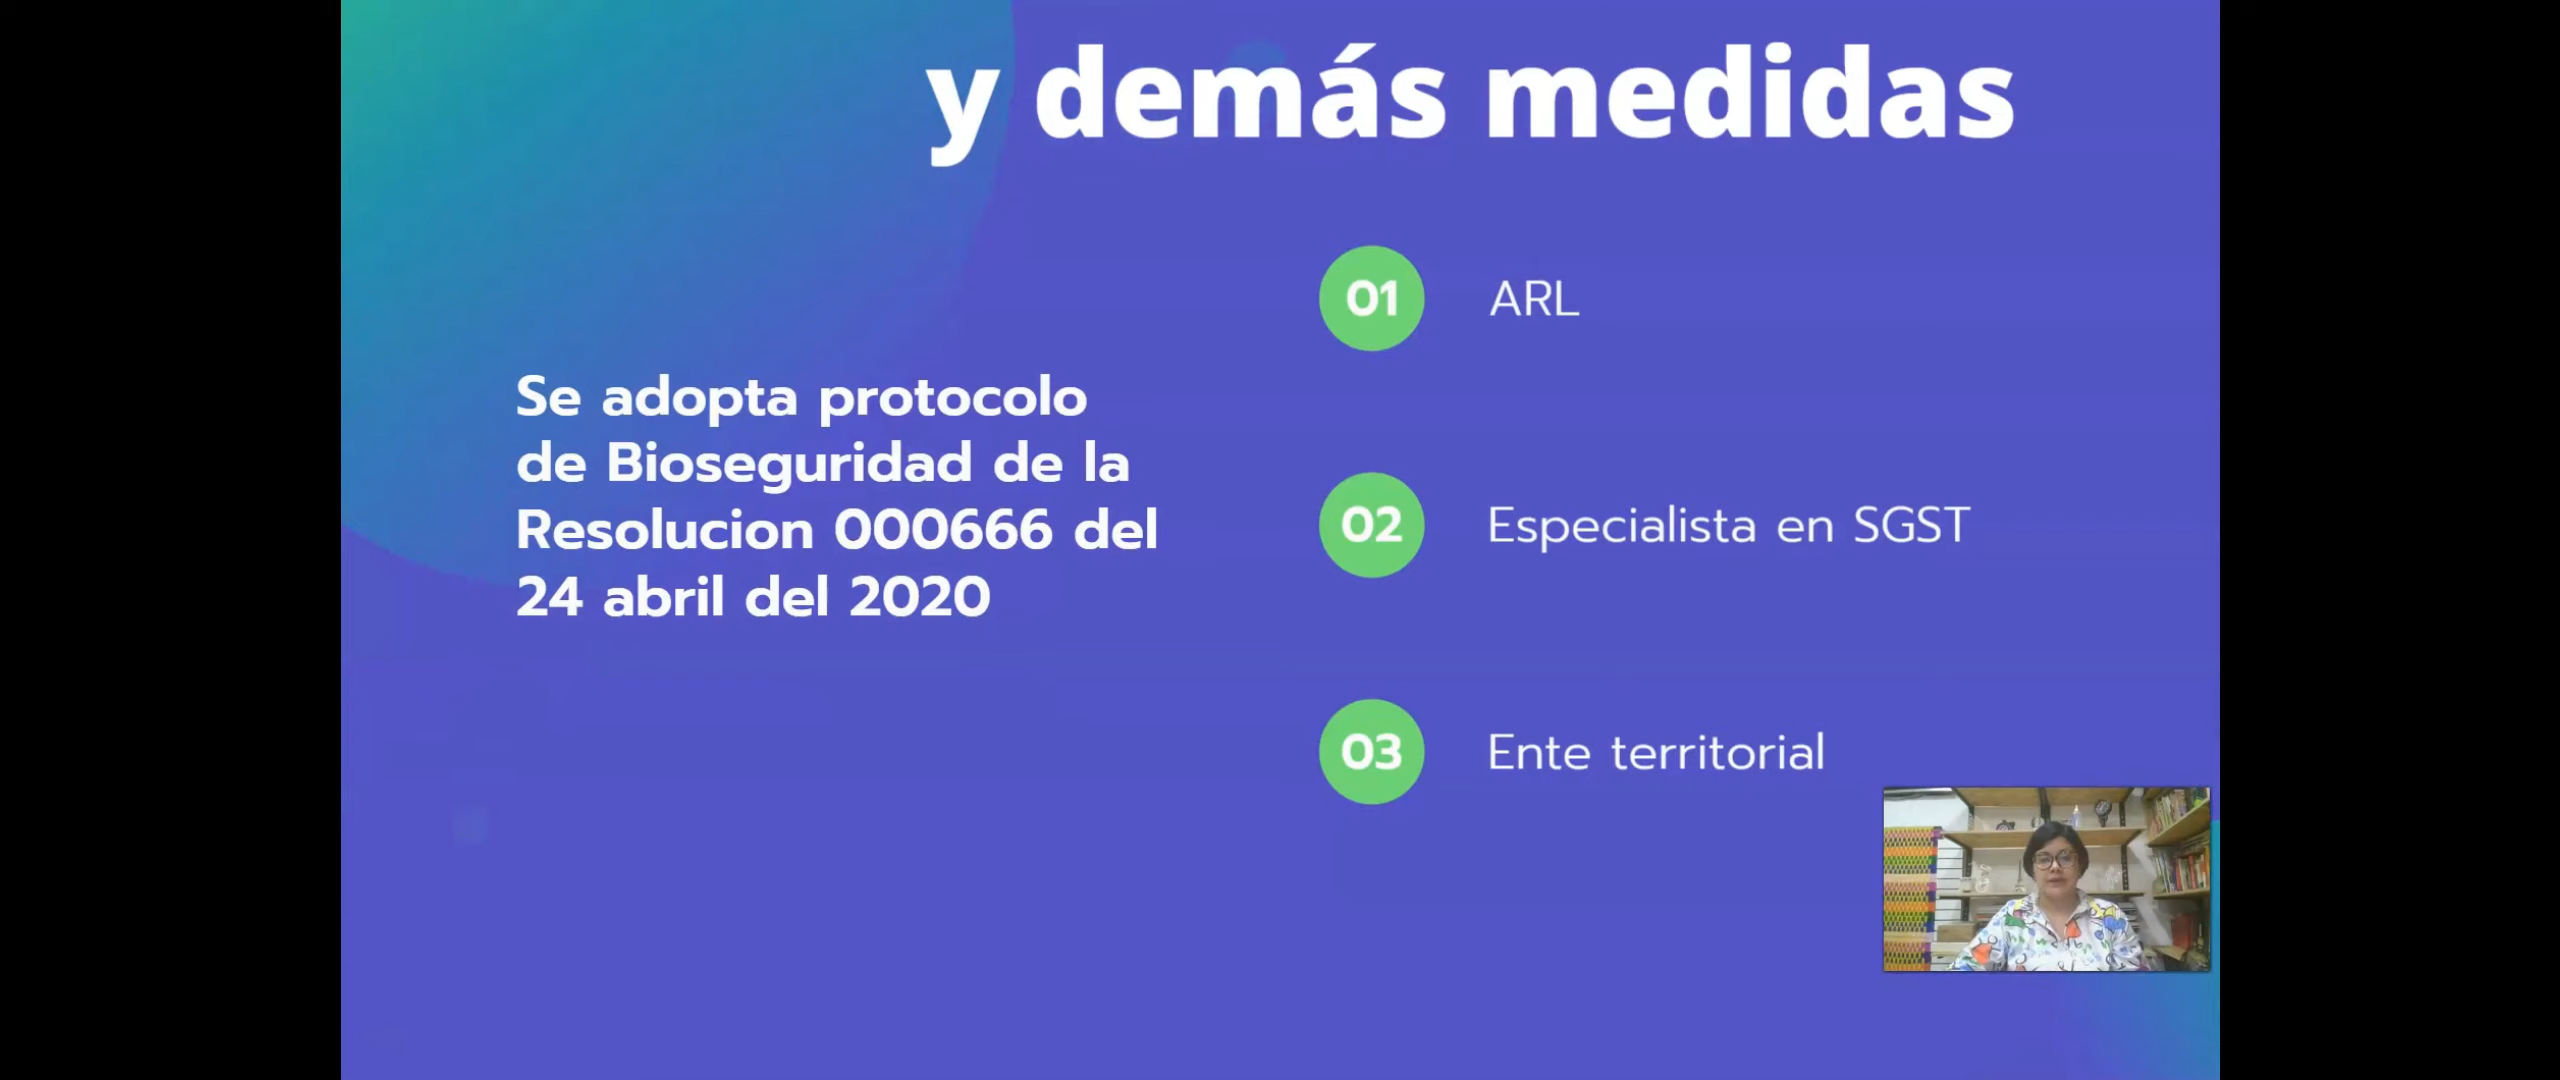 y demás medidas
Se adopta protocolo
de Bioseguridad de la
Resolucion 000666 del
24 abril del 2020
01 ARL
02 Especialista en SGST
03 Ente territorial